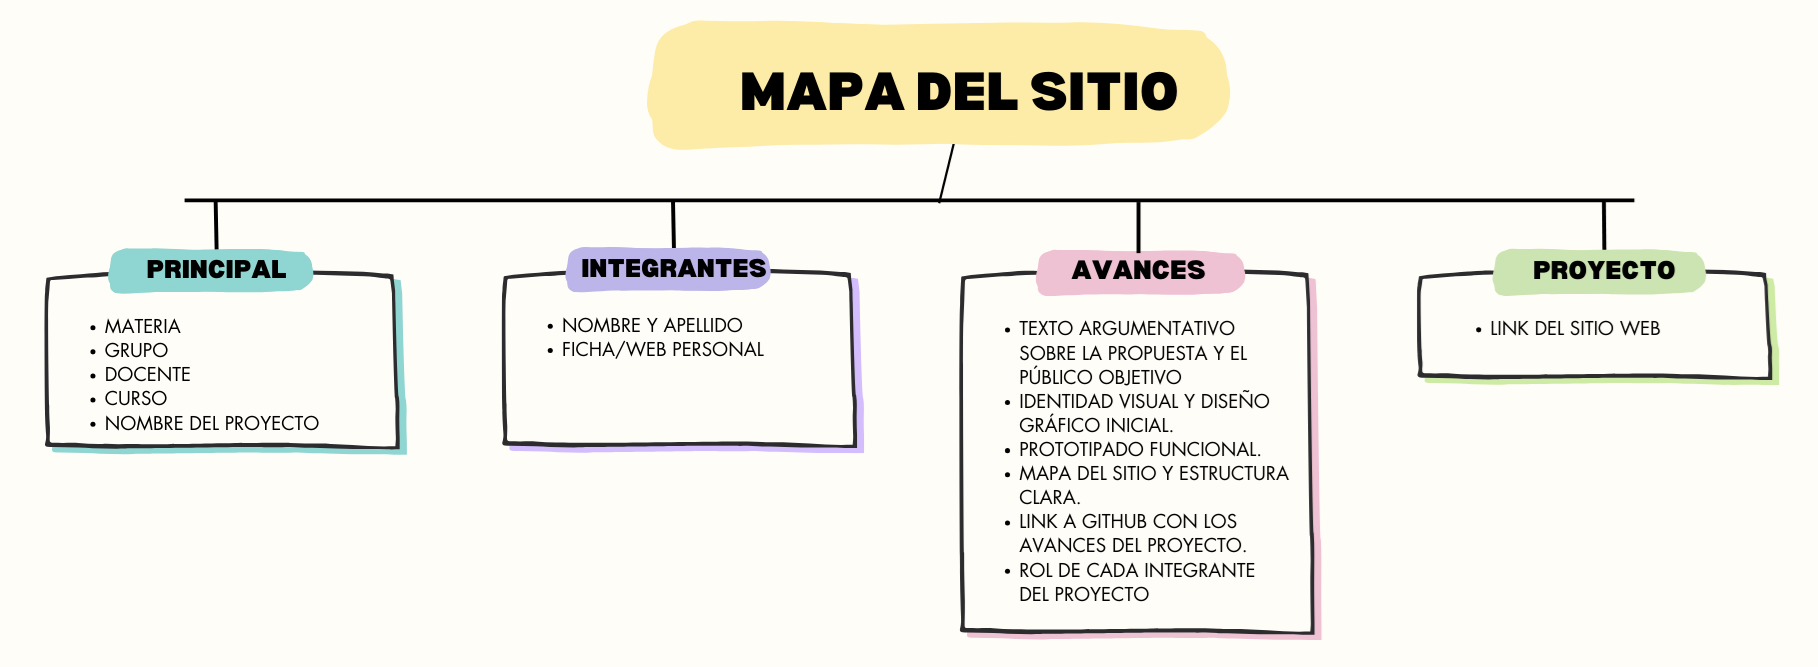 MAPA DEL SITIO
PRINCIPAL
• MATERIA
• GRUPO
• DOCENTE
• CURSO
• NOMBRE DEL PROYECTO
INTEGRANTES
• NOMBRE Y APELLIDO
• FICHA/WEB PERSONAL
AVANCES
• TEXTO ARGUMENTATIVO
SOBRE LA PROPUESTA Y EL
PÚBLICO OBJETIVO
• IDENTIDAD VISUAL Y DISEÑO
GRÁFICO INICIAL.
• PROTOTIPADO FUNCIONAL.
• MAPA DEL SITIO Y ESTRUCTURA
CLARA.
• LINK A GITHUB CON LOS
AVANCES DEL PROYECTO.
• ROL DE CADA INTEGRANTE
DEL PROYECTO
PROYECTO
• LINK DEL SITIO WEB